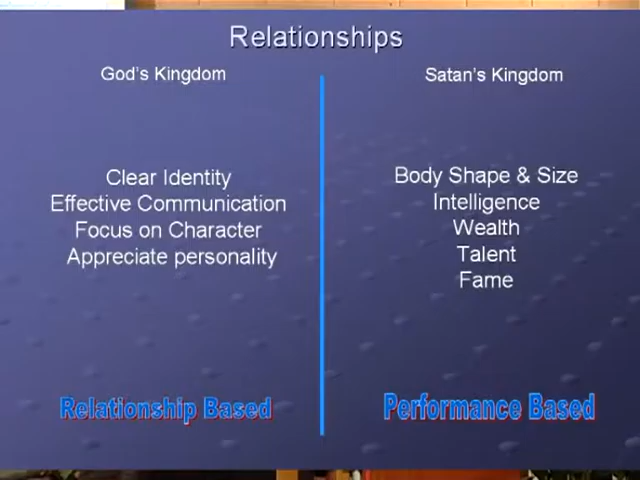 Relationships
God's Kingdom
Satan's Kingdom
Clear Identity
Effective Communication
Focus on Character
Appreciate personality
Body Shape & Size
Intelligence
Wealth
Talent
Fame
Relationship Based
Performance Based